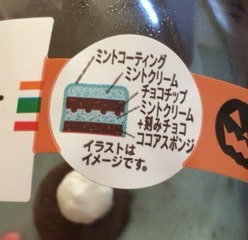 ミントコーティング
ミントクリーム
チョコチップ
ミントクリーム
+刻みチョコ
ココアスポンジ
イラストは
イメージです。